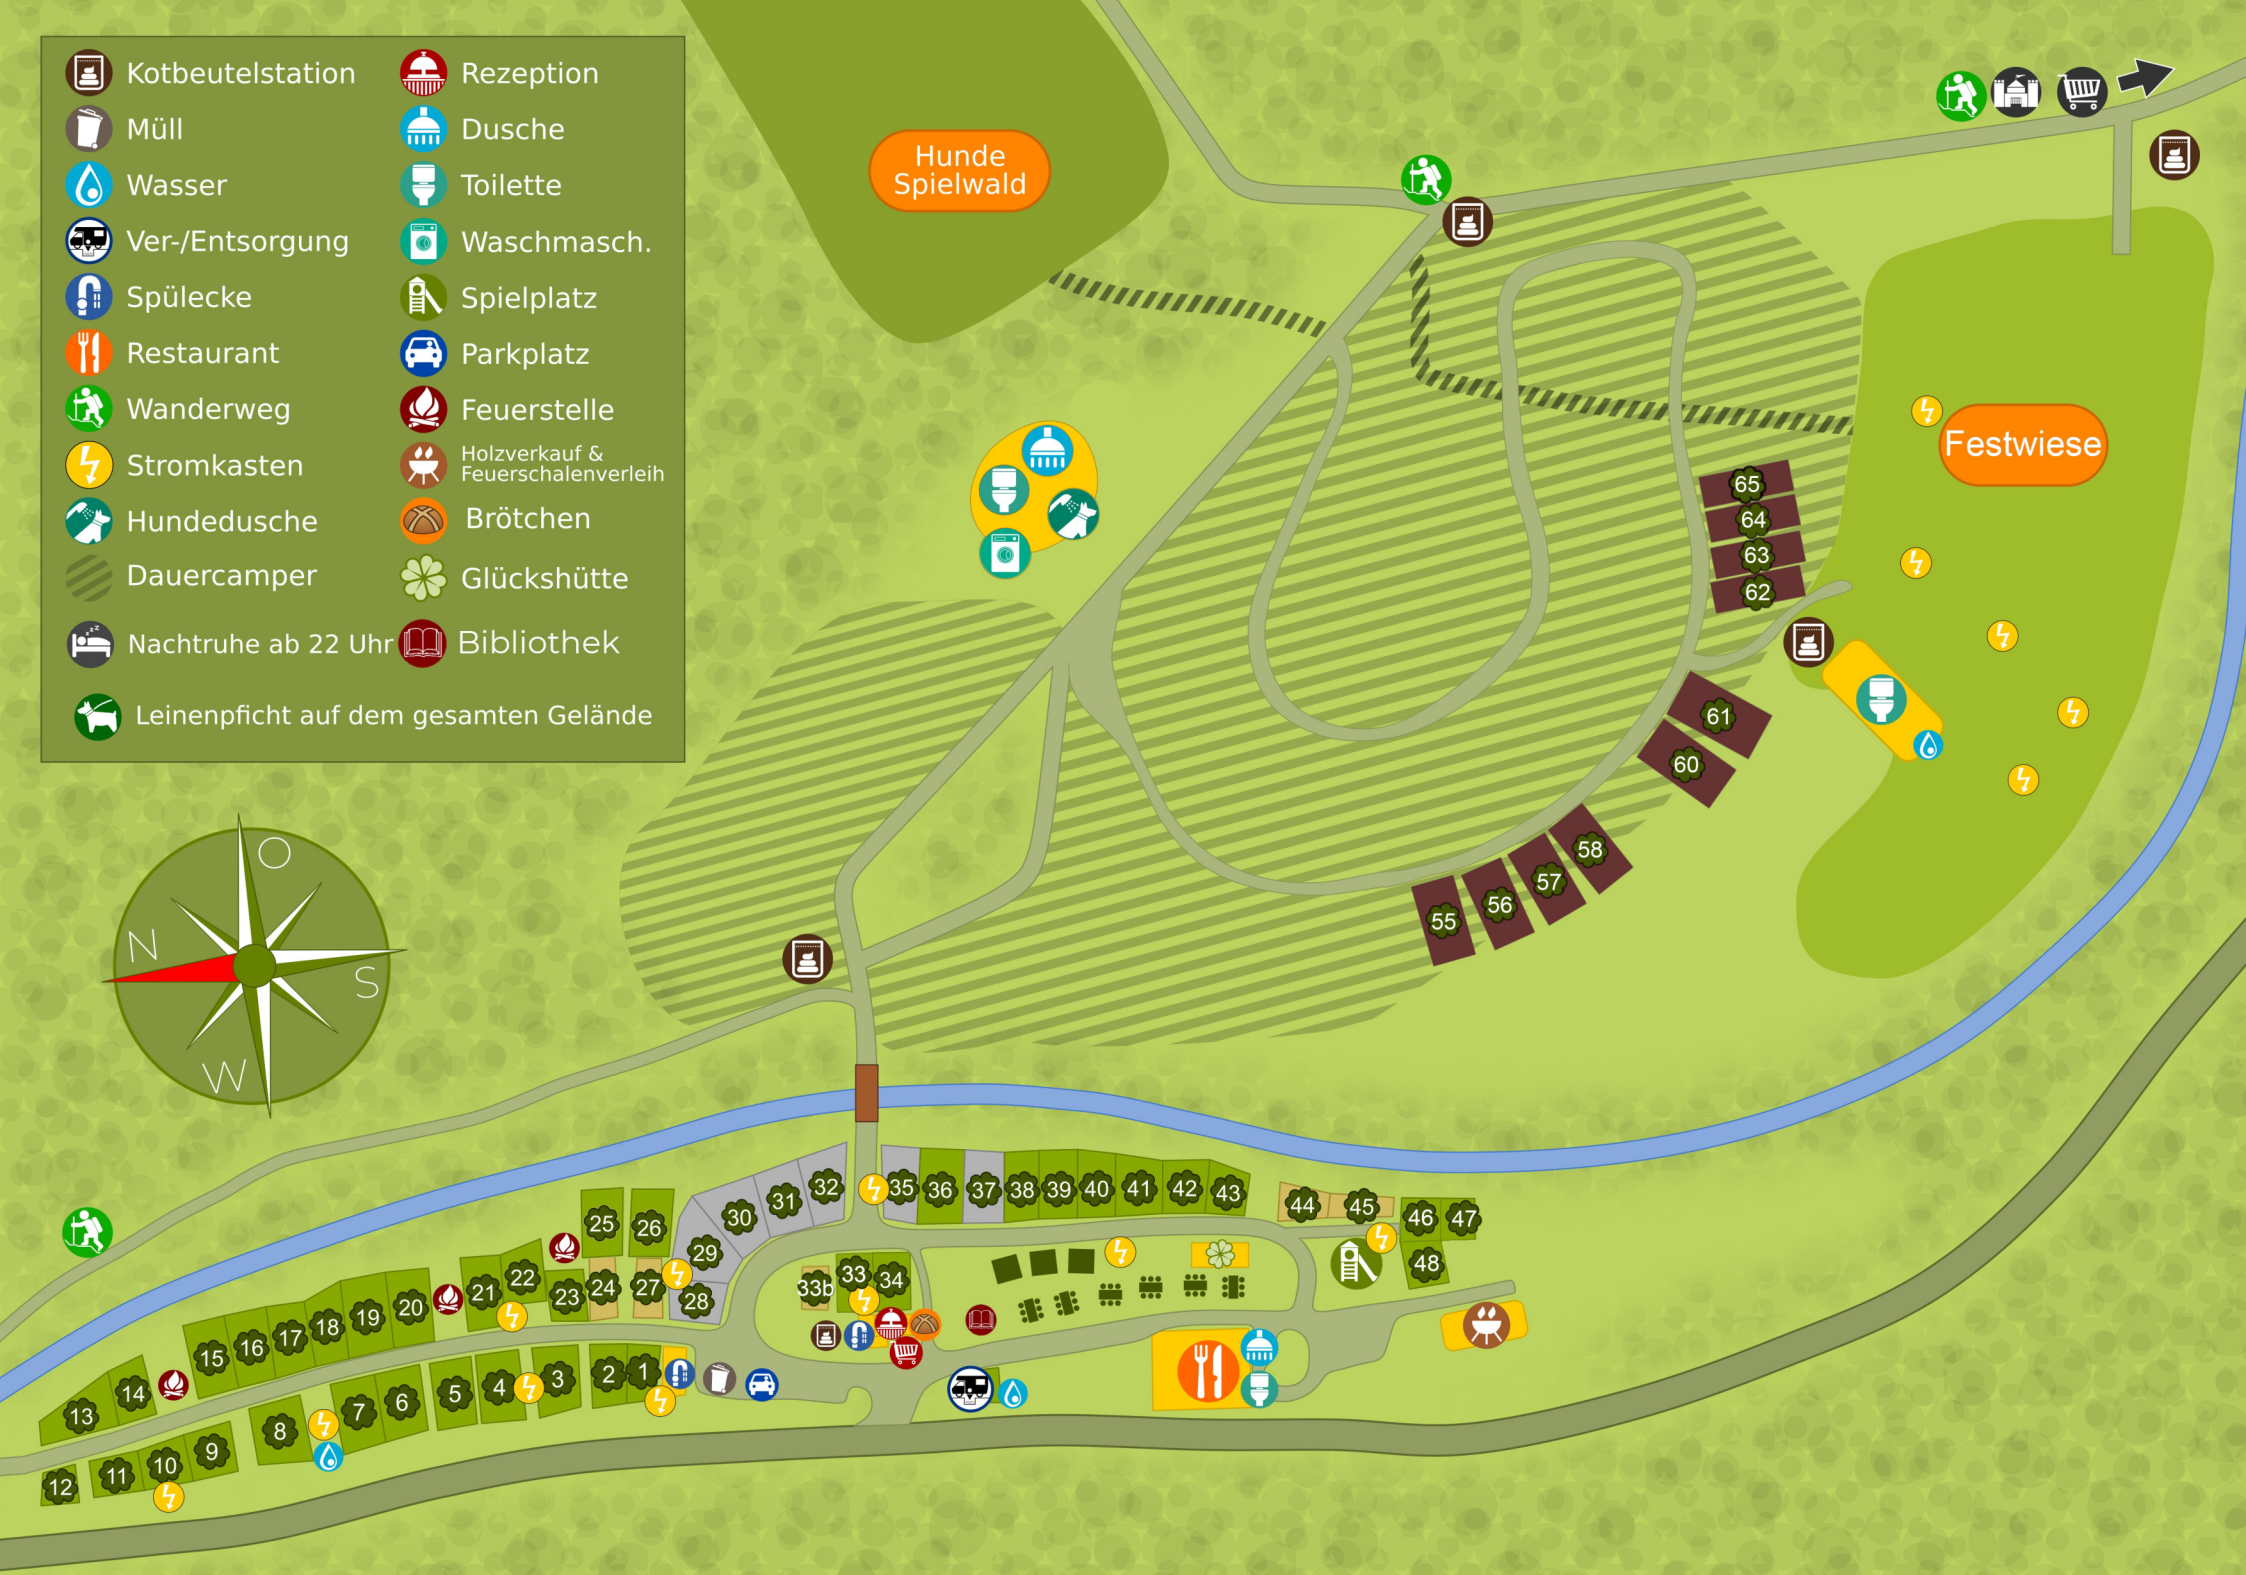 Kotbeutelstation
Müll
Wasser
Ver-/Entsorgung
Spülecke
Restaurant
Wanderweg
Stromkasten
Hundedusche
Dauercamper
Nachtruhe ab 22 Uhr
Rezeption
Dusche
Toilette
Waschmasch.
Spielplatz
Parkplatz
Feuerstelle
Holzverkauf &
Feuerschalenverleih
Brötchen
Glückshütte
Bibliothek
Leinenpficht auf dem gesamten Gelände
Hunde
Spielwald
Festwiese
O
N
S
W
65
64
63
62
61
60
58
57
56
55
32
31
30
29
28
35
36
37
38
39
40
41
42
43
44
45
46
47
48
25
26
24
27
33b
33
34
21
22
23
20
19
18
17
16
15
14
13
1
2
3
4
5
6
7
8
9
10
11
12